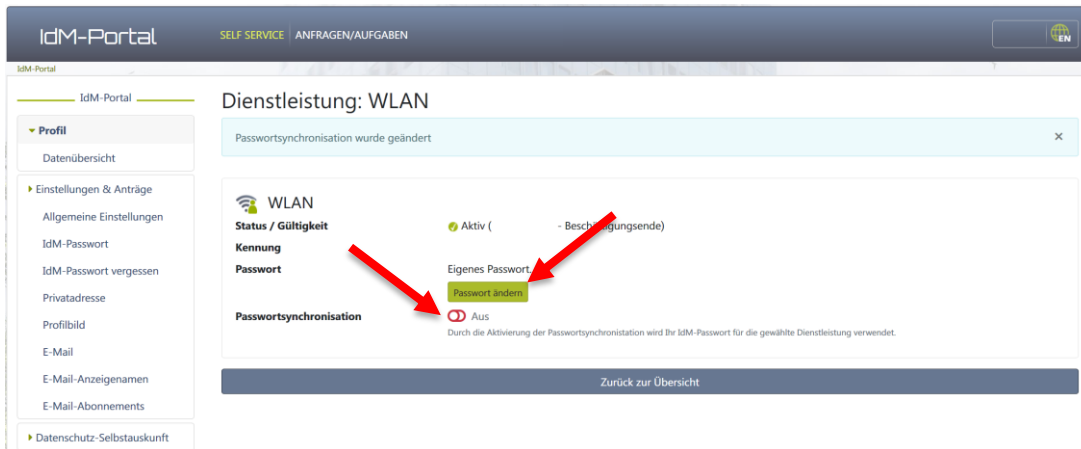 IdM-Portal
SELF SERVICE ANFRAGEN/AUFGABEN
EN
IdM-Portal
IdM-Portal
Profil
Datenübersicht
Einstellungen & Anträge
Allgemeine Einstellungen
IdM-Passwort
IdM-Passwort vergessen
Privatadresse
Profilbild
E-Mail
E-Mail-Anzeigenamen
E-Mail-Abonnements
Datenschutz-Selbstauskunft
Dienstleistung: WLAN
Passwortsynchronisation wurde geändert ×
WLAN
Status / Gültigkeit Aktiv ( - Beschäftigungsende)
Kennung
Passwort Eigenes Passwort.
Passwort ändern
Passwortsynchronisation Aus
Durch die Aktivierung der Passwortsynchronistation wird Ihr IdM-Passwort für die gewählte Dienstleistung verwendet.
Zurück zur Übersicht